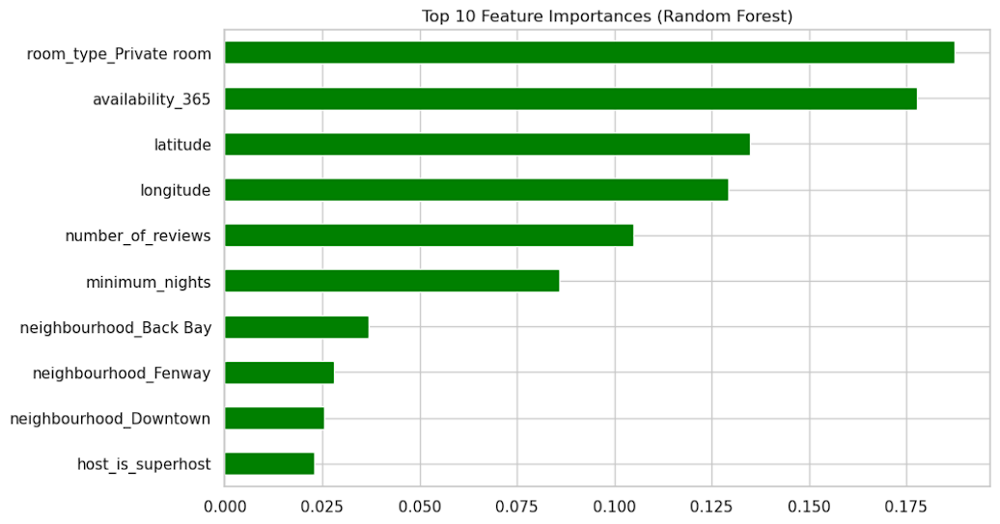 Top 10 Feature Importances (Random Forest)
room_type_Private room
availability_365
latitude
longitude
number_of_reviews
minimum_nights
neighbourhood_Back Bay
neighbourhood_Fenway
neighbourhood_Downtown
host_is_superhost
0.000 0.025 0.050 0.075 0.100 0.125 0.150 0.175